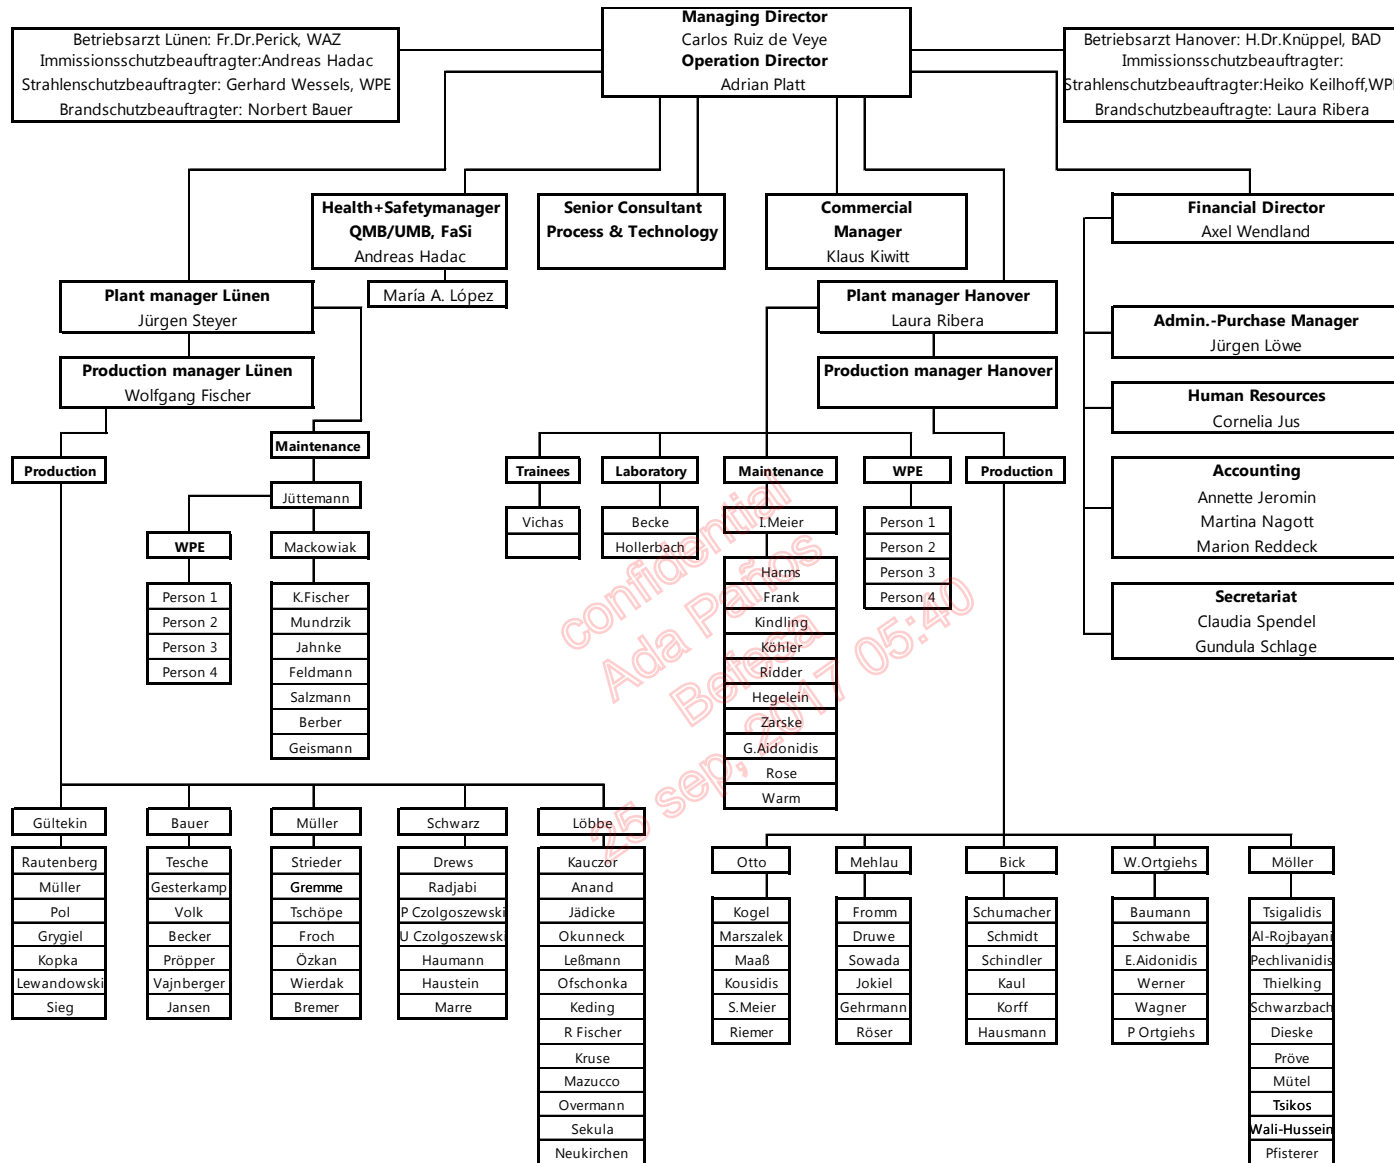 Managing Director
Carlos Ruiz de Veye
Operation Director
Adrian Platt
Betriebsarzt Lünen: Fr.Dr.Perick, WAZ
Immissionsschutzbeauftragter:Andreas Hadac
Strahlenschutzbeauftragter: Gerhard Wessels, WPE
Brandschutzbeauftragter: Norbert Bauer
Betriebsarzt Hanover: H.Dr.Knüppel, BAD
Immissionsschutzbeauftragter:
Strahlenschutzbeauftragter:Heiko Keilhoff,WPE
Brandschutzbeauftragte: Laura Ribera
Health+Safetymanager
QMB/UMB, FaSi
Andreas Hadac
María A. López
Senior Consultant
Process & Technology
Commercial
Manager
Klaus Kiwitt
Financial Director
Axel Wendland
Plant manager Lünen
Jürgen Steyer
Production manager Lünen
Wolfgang Fischer
Plant manager Hanover
Laura Ribera
Production manager Hanover
Admin.-Purchase Manager
Jürgen Löwe
Human Resources
Cornelia Jus
Accounting
Annette Jeromin
Martina Nagott
Marion Reddeck
Secretariat
Claudia Spendel
Gundula Schlage
Production
Maintenance
Jüttemann
WPE
Person 1
Person 2
Person 3
Person 4
Mackowiak
K.Fischer
Mundrzik
Jahnke
Feldmann
Salzmann
Berber
Geismann
Trainees
Vichas
Laboratory
Becke
Hollerbach
Maintenance
I.Meier
Harms
Frank
Kindling
Köhler
Ridder
Hegelein
Zarske
G.Aidonidis
Rose
Warm
WPE
Person 1
Person 2
Person 3
Person 4
Production
Gültekin
Rautenberg
Müller
Pol
Grygiel
Kopka
Lewandowski
Sieg
Bauer
Tesche
Gesterkamp
Volk
Becker
Pröpper
Vajnberger
Jansen
Müller
Strieder
Gremme
Tschöpe
Froch
Özkan
Wierdak
Bremer
Schwarz
Drews
Radjabi
P Czolgoszewski
U Czolgoszewski
Haumann
Haustein
Marre
Löbbe
Kauczor
Anand
Jädicke
Okunneck
Leßmann
Ofschonka
Keding
R Fischer
Kruse
Mazucco
Overmann
Sekula
Neukirchen
Otto
Kogel
Marszalek
Maaß
Kousidis
S.Meier
Riemer
Mehlau
Fromm
Druwe
Sowada
Jokiel
Gehrmann
Röser
Bick
Schumacher
Schmidt
Schindler
Kaul
Korff
Hausmann
W.Ortgiehs
Baumann
Schwabe
E.Aidonidis
Werner
Wagner
P Ortgiehs
Möller
Tsigalidis
Al-Rojbayani
Pechlivanidis
Thielking
Schwarzbach
Dieske
Pröve
Mütel
Tsikos
Wali-Hussein
Pfisterer
confidential
Ada Paños
Befesa
25 sep, 2017 05:40